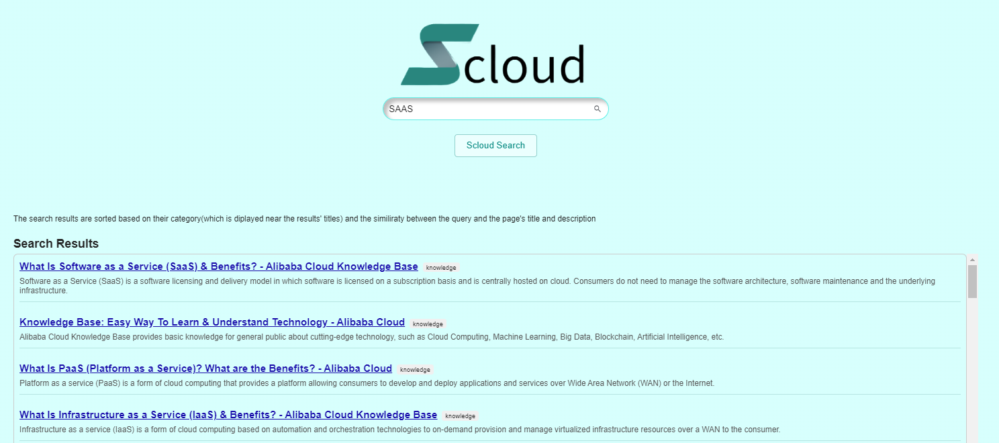 Scloud
SAAS
Scloud Search
The search results are sorted based on their category(which is diplayed near the results' titles) and the similiraty between the query and the page's title and description
Search Results
What Is Software as a Service (SaaS) & Benefits? - Alibaba Cloud Knowledge Base knowledge
Software as a Service (SaaS) is a software licensing and delivery model in which software is licensed on a subscription basis and is centrally hosted on cloud. Consumers do not need to manage the software architecture, software maintenance and the underlying
infrastructure.
Knowledge Base: Easy Way To Learn & Understand Technology - Alibaba Cloud knowledge
Alibaba Cloud Knowledge Base provides basic knowledge for general public about cutting-edge technology, such as Cloud Computing, Machine Learning, Big Data, Blockchain, Artificial Intelligence, etc.
What Is PaaS (Platform as a Service)? What are the Benefits? - Alibaba Cloud knowledge
Platform as a service (PaaS) is a form of cloud computing that provides a platform allowing consumers to develop and deploy applications and services over Wide Area Network (WAN) or the Internet.
What Is Infrastructure as a Service (IaaS) & Benefits? - Alibaba Cloud Knowledge Base knowledge
Infrastructure as a service (IaaS) is a form of cloud computing based on automation and orchestration technologies to on-demand provision and manage virtualized infrastructure resources over a WAN to the consumer.